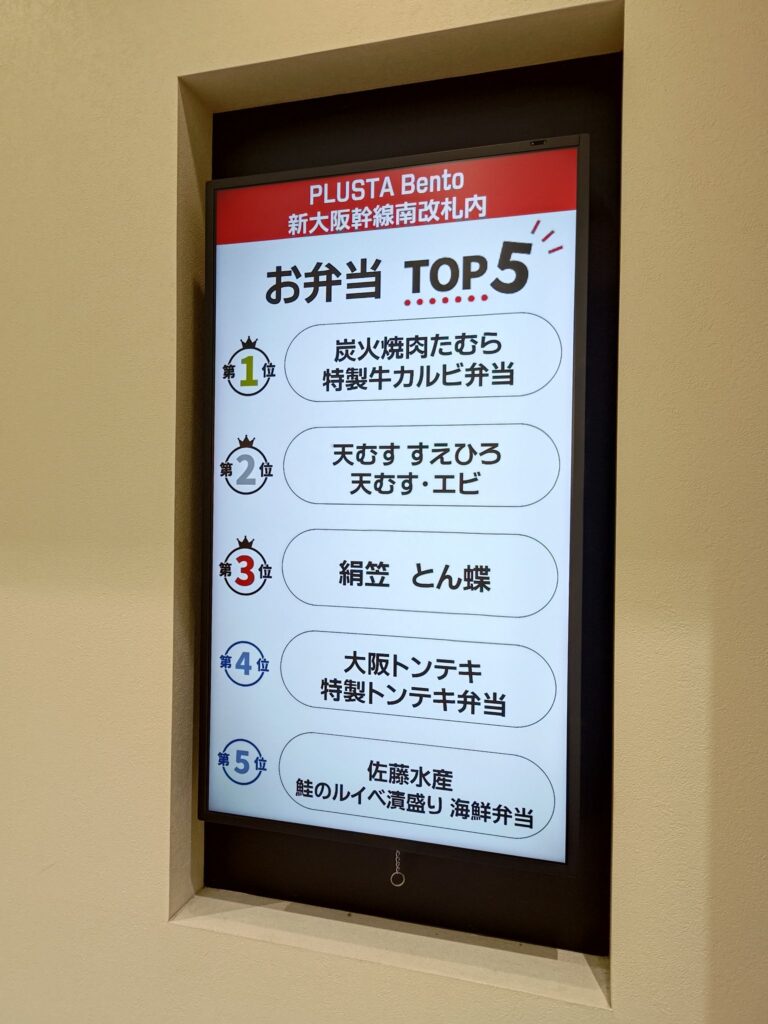 PLUSTA Bento
新大阪幹線南改札内
お弁当 TOP5
第1位
炭火焼肉たむら
特製牛カルビ弁当
第2位
天むす すえひろ
天むす・エビ
第3位
絹笠 とん蝶
第4位
大阪トンテキ
特製トンテキ弁当
第5位
佐藤水産
鮭のルイベ漬盛り 海鮮弁当